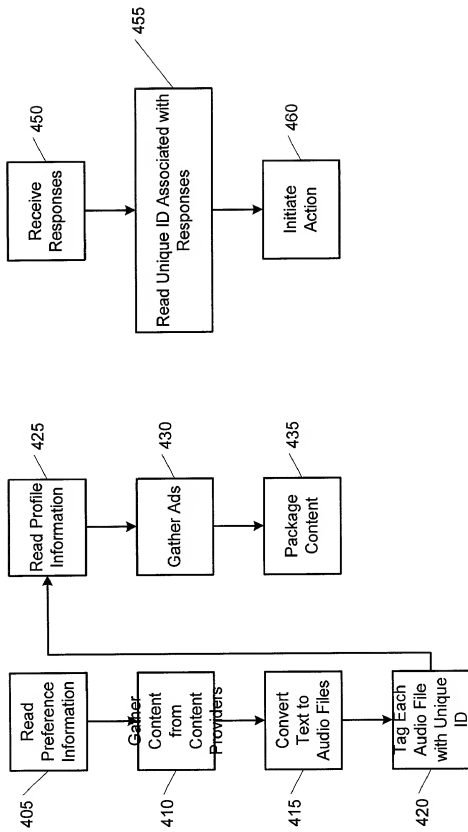 Read
Preference
Information
405
Gather
Content
from
Content
Providers
410
Convert
Text to
Audio Files
415
Tag Each
Audio File
with Unique
ID
420
Read Profile
Information
425
Gather Ads
430
Package
Content
435
Receive
Responses
450
Read Unique ID Associated with
Responses
455
Initiate
Action
460